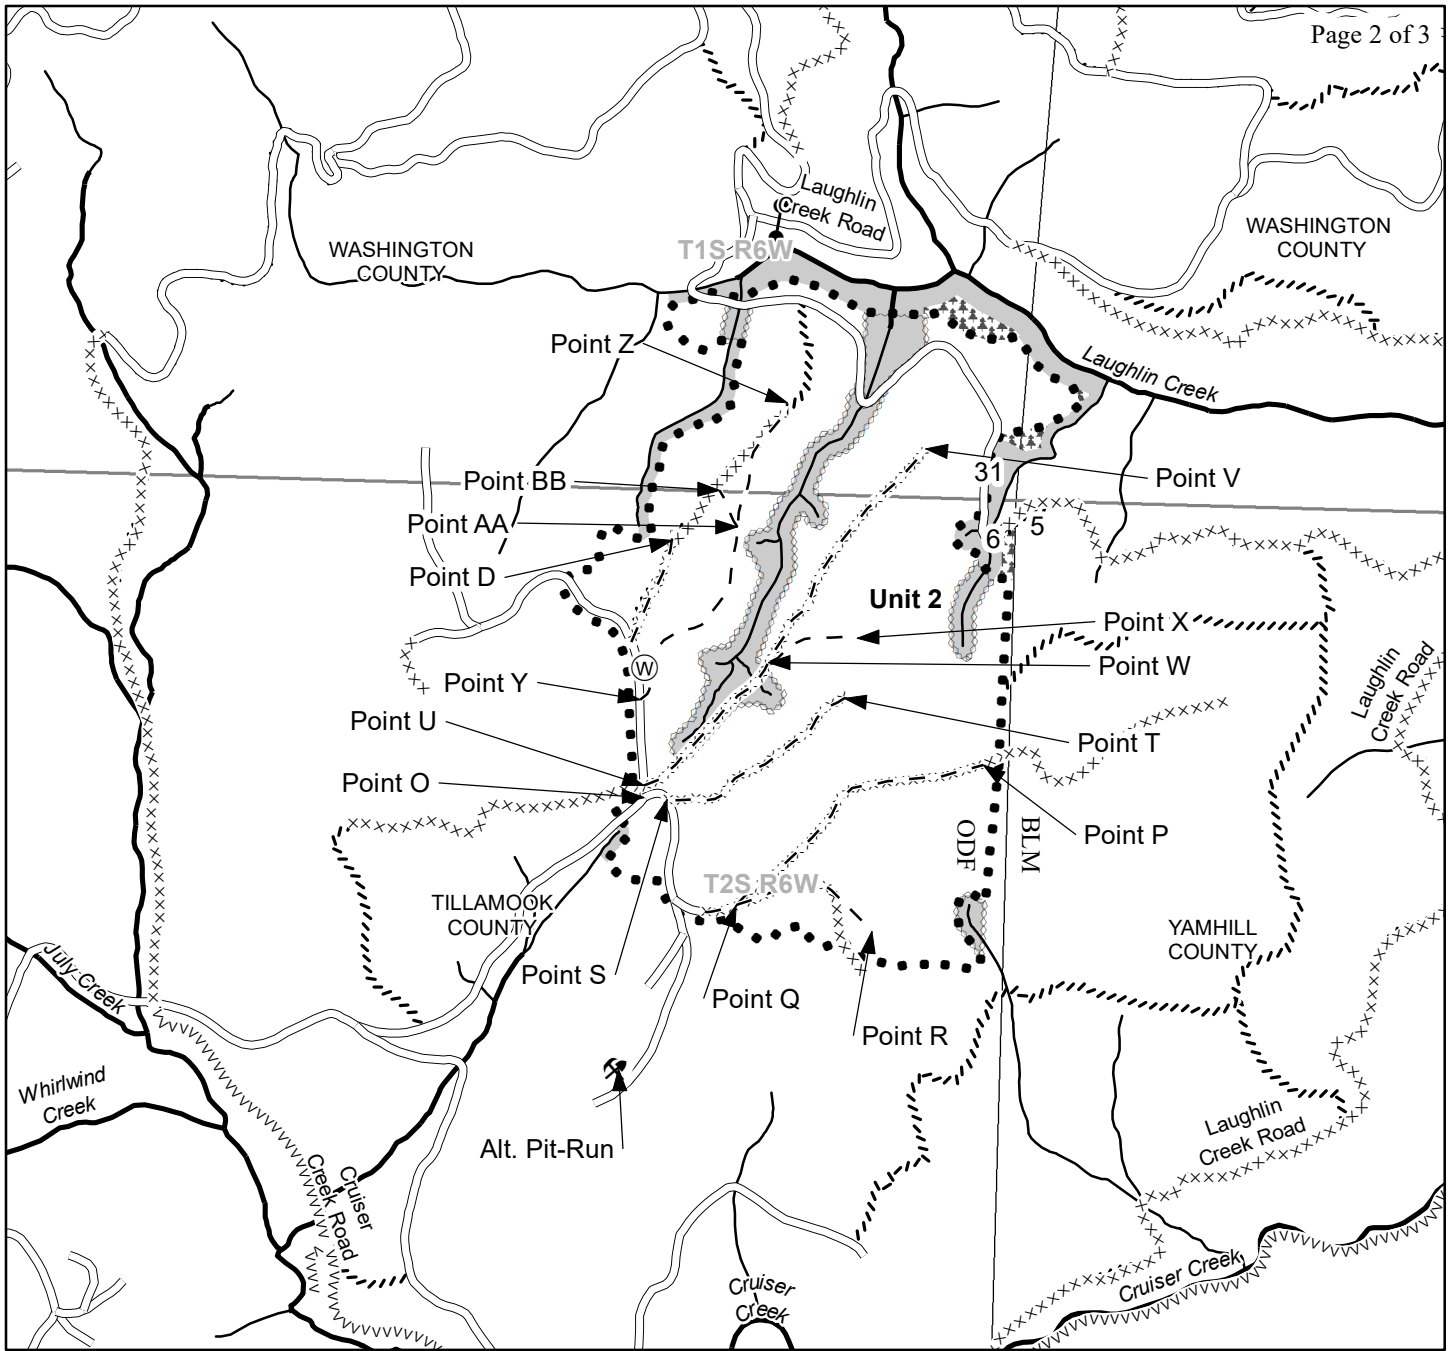 Page 2 of 3
Laughlin
Creek Road
WASHINGTON
COUNTY
T1S R6W
WASHINGTON
COUNTY
Point Z
Laughlin Creek
31
Point BB
Point V
Point AA
5
6
Point D
Unit 2
Point X
W
Point W
Point Y
Laughlin
Creek Road
Point U
Point T
Point O
BLM
ODF
Point P
T2S R6W
TILLAMOOK
COUNTY
YAMHILL
COUNTY
July Creek
Point S
Point Q
Point R
Whirlwind
Creek
Alt. Pit-Run
Laughlin
Creek Road
Cruiser
Creek Road
Cruiser Creek
Cruiser
Creek